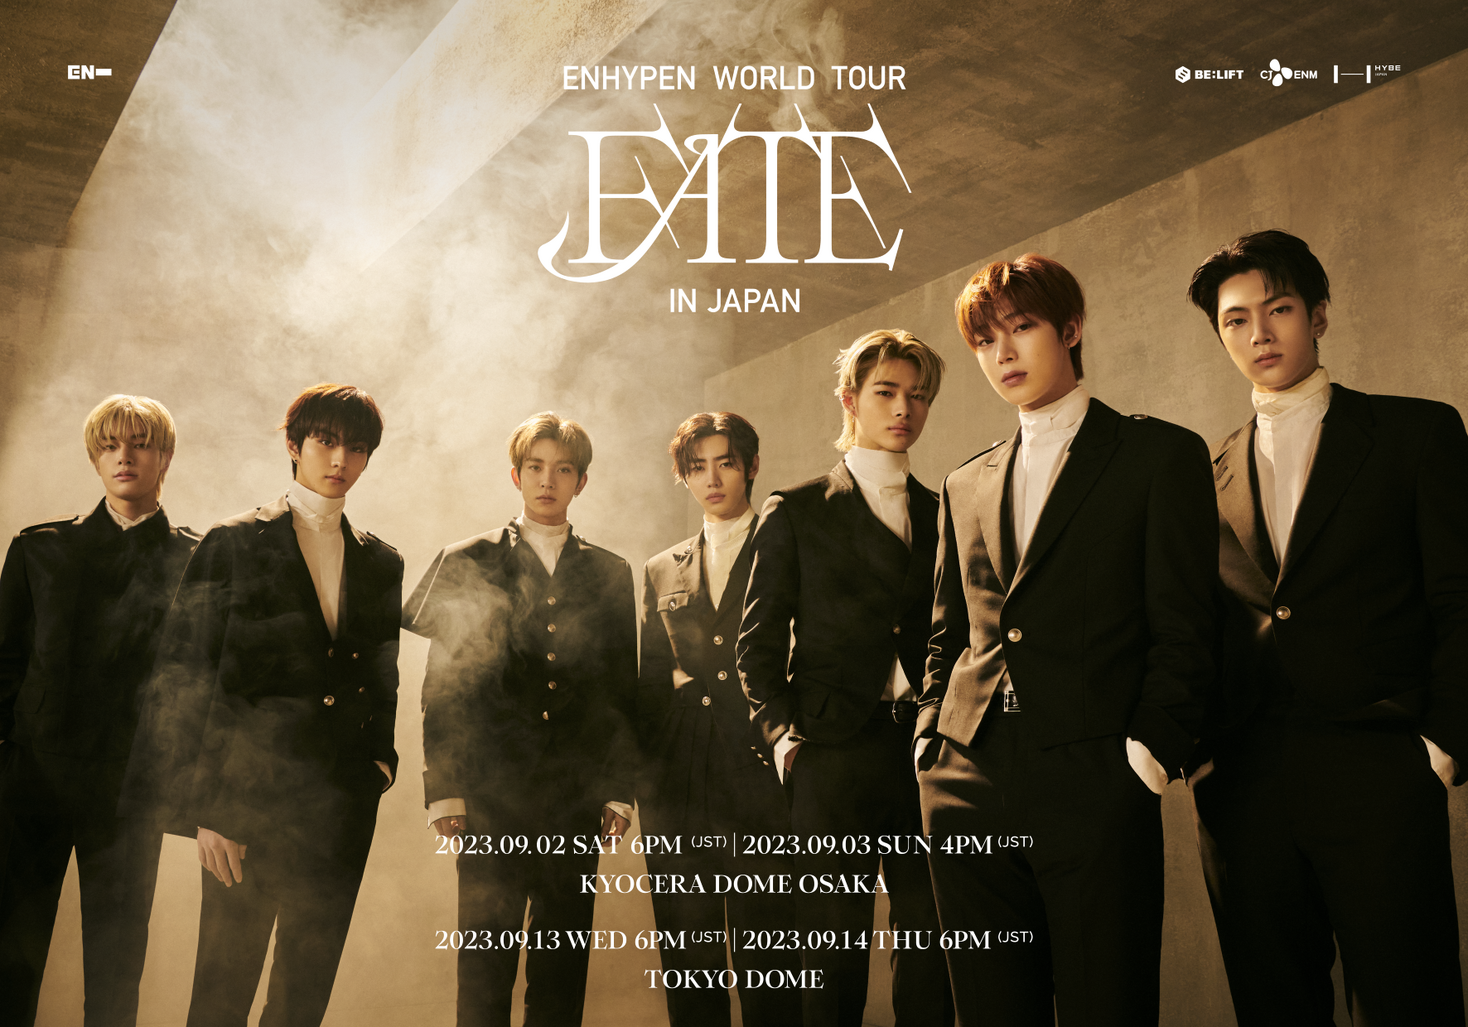 EN-
ENHYPEN WORLD TOUR
FATE
IN JAPAN
BE:LIFT
CJ ENM
HYBE
JAPAN
2023.09.02 SAT 6PM (JST) | 2023.09.03 SUN 4PM (JST)
KYOCERA DOME OSAKA
2023.09.13 WED 6PM (JST) | 2023.09.14 THU 6PM (JST)
TOKYO DOME